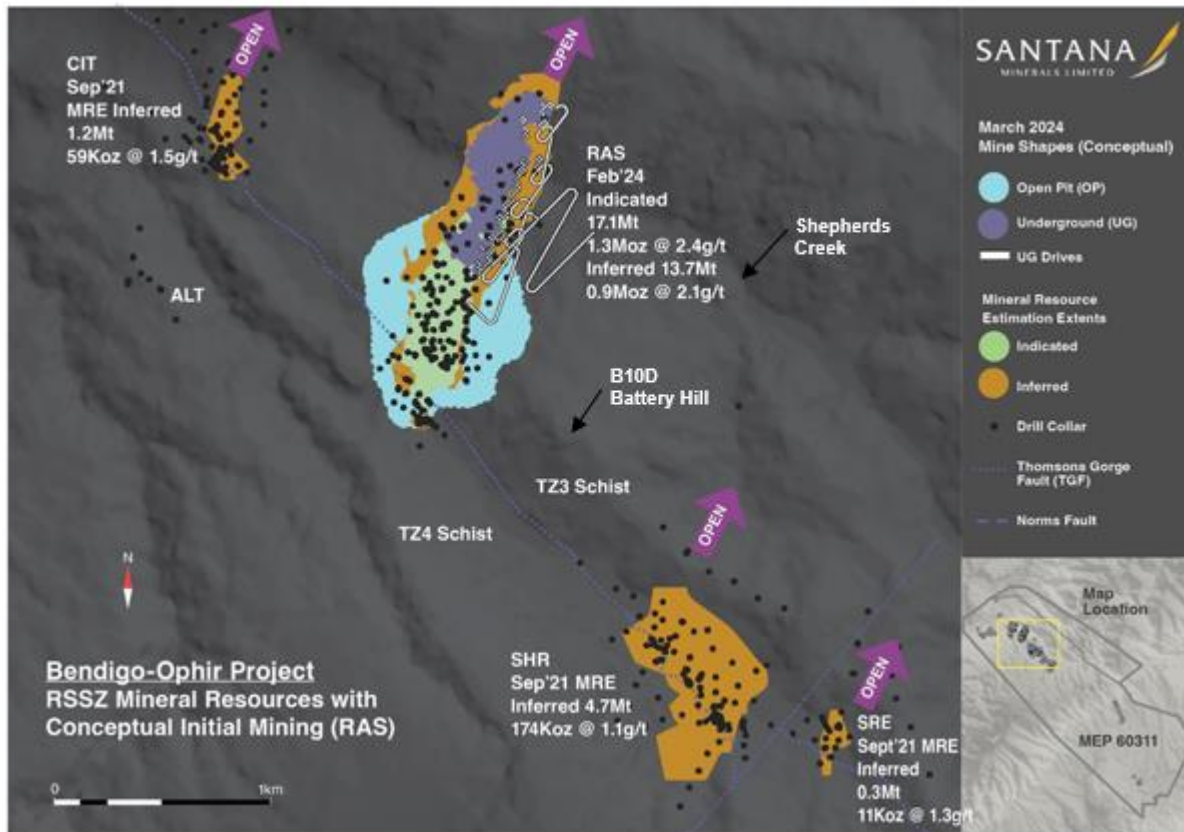 CIT
Sep'21
MRE Inferred
1.2Mt
59Koz @ 1.5g/t
OPEN
OPEN
RAS
Feb'24
Indicated
17.1Mt
1.3Moz @ 2.4g/t
Inferred 13.7Mt
0.9Moz @ 2.1g/t
Shepherds
Creek
ALT
B10D
Battery Hill
TZ3 Schist
TZ4 Schist
OPEN
N
SHR
Sep'21 MRE
Inferred 4.7Mt
174Koz @ 1.1g/t
OPEN
SRE
Sept'21 MRE
Inferred
0.3Mt
11Koz @ 1.3g/t
Bendigo-Ophir Project
RSSZ Mineral Resources with
Conceptual Initial Mining (RAS)
0 1km
SANTANA
MINERALS LIMITED
March 2024
Mine Shapes (Conceptual)
Open Pit (OP)
Underground (UG)
UG Drives
Mineral Resource
Estimation Extents
Indicated
Inferred
Drill Collar
Thomsons Gorge
Fault (TGF)
Norms Fault
Map
Location
MEP 60311